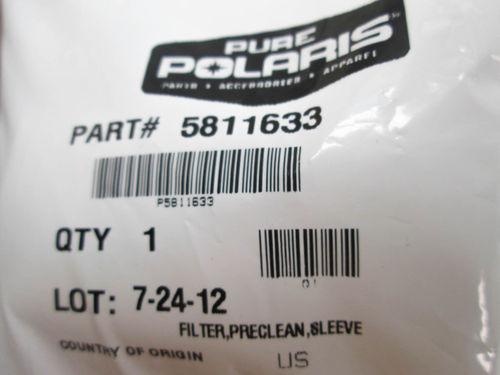 PURE
POLARIS
PARTS • ACCESSORIES • APPAREL
PART# 5811633
P5811633
QTY 1
01
LOT: 7-24-12
FILTER,PRECLEAN,SLEEVE
COUNTRY OF ORIGIN US